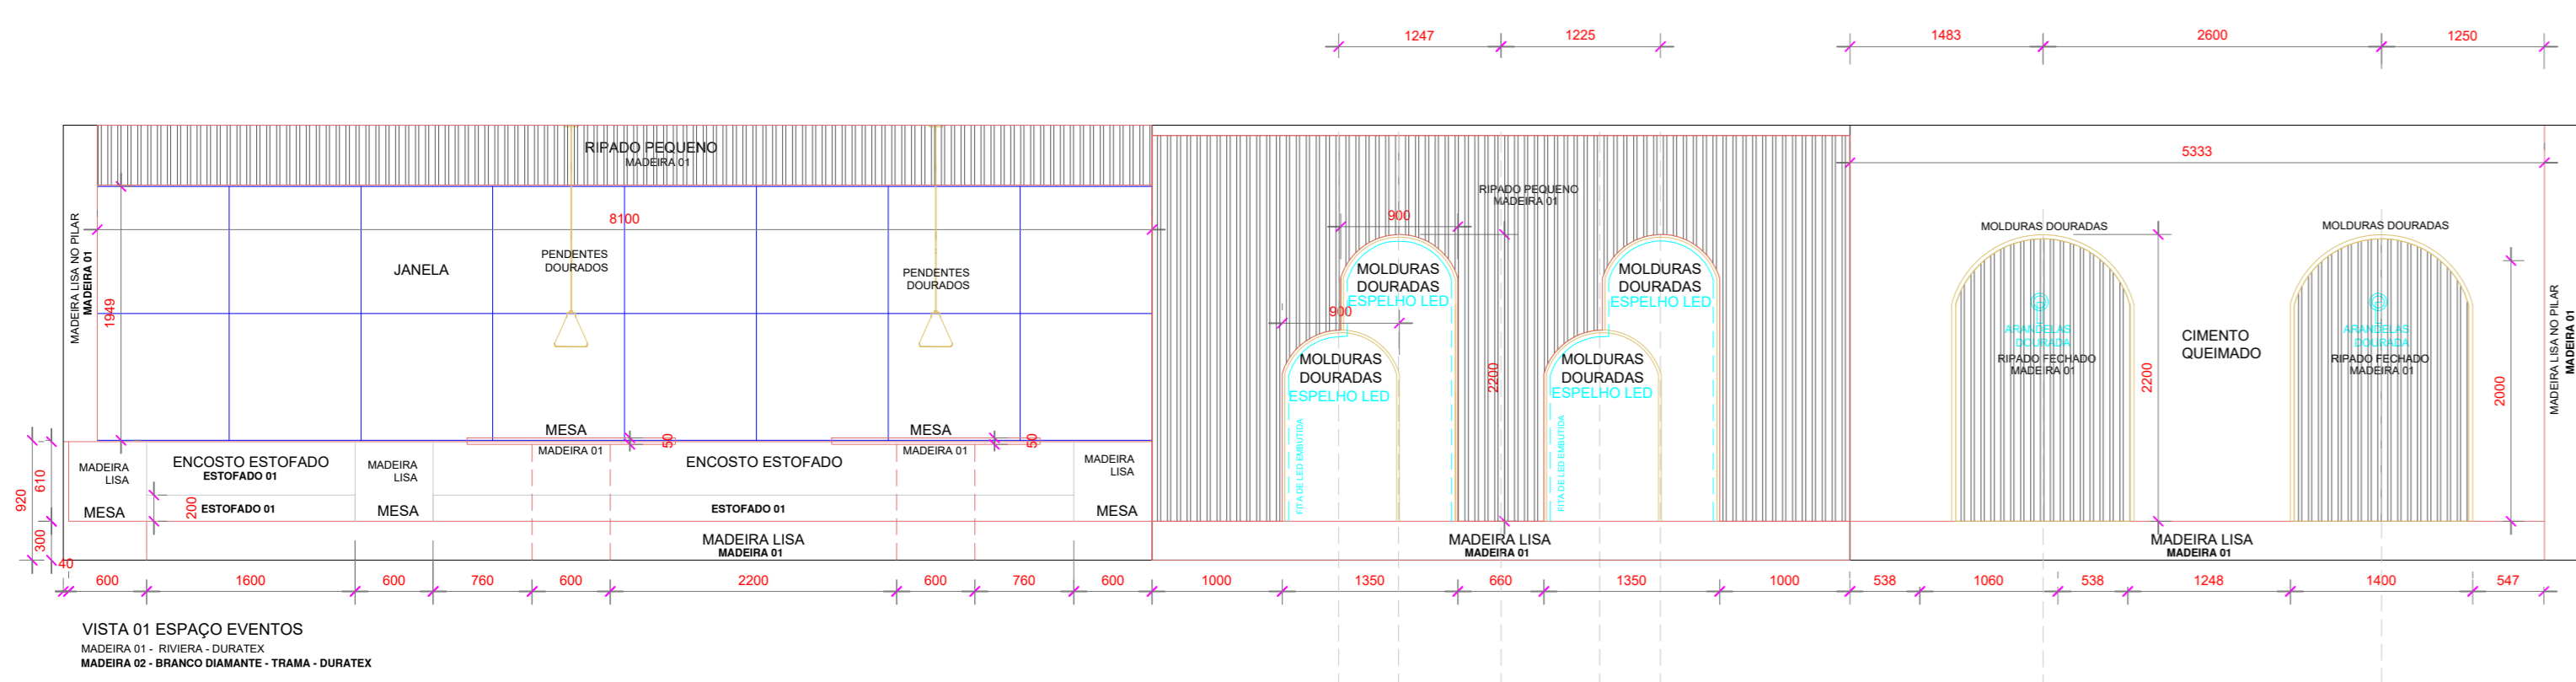 1247
1225
1483
2600
1250
RIPADO PEQUENO
MADEIRA 01
5333
8100
MADEIRA LISA NO PILAR
MADEIRA 01
1949
JANELA
PENDENTES
DOURADOS
PENDENTES
DOURADOS
RIPADO PEQUENO
MADEIRA 01
900
MOLDURAS
DOURADAS
ESPELHO LED
MOLDURAS
DOURADAS
ESPELHO LED
900
MOLDURAS
DOURADAS
ESPELHO LED
MOLDURAS
DOURADAS
ESPELHO LED
2200
FITA DE LED EMBUTIDA
FITA DE LED EMBUTIDA
MOLDURAS DOURADAS
MOLDURAS DOURADAS
ARANDELAS
DOURADA
RIPADO FECHADO
MADEIRA 01
2200
CIMENTO
QUEIMADO
ARANDELAS
DOURADA
RIPADO FECHADO
MADEIRA 01
2000
MADEIRA LISA NO PILAR
MADEIRA 01
MESA
50
MADEIRA 01
MESA
50
MADEIRA 01
920
610
300
40
MADEIRA
LISA
MESA
ENCOSTO ESTOFADO
ESTOFADO 01
200
ESTOFADO 01
MADEIRA
LISA
MESA
ENCOSTO ESTOFADO
ESTOFADO 01
MADEIRA
LISA
MESA
MADEIRA LISA
MADEIRA 01
MADEIRA LISA
MADEIRA 01
MADEIRA LISA
MADEIRA 01
600
1600
600
760
600
2200
600
760
600
1000
1350
660
1350
1000
538
1060
538
1248
1400
547
VISTA 01 ESPAÇO EVENTOS
MADEIRA 01 - RIVIERA - DURATEX
MADEIRA 02 - BRANCO DIAMANTE - TRAMA - DURATEX